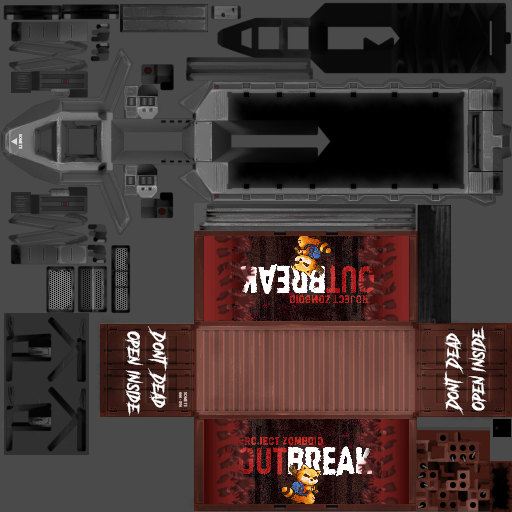 OUTBREAK
PROJECT ZOMBOID
DONT DEAD
OPEN INSIDE
DONT DEAD
OPEN INSIDE
PROJECT ZOMBOID
OUTBREAK